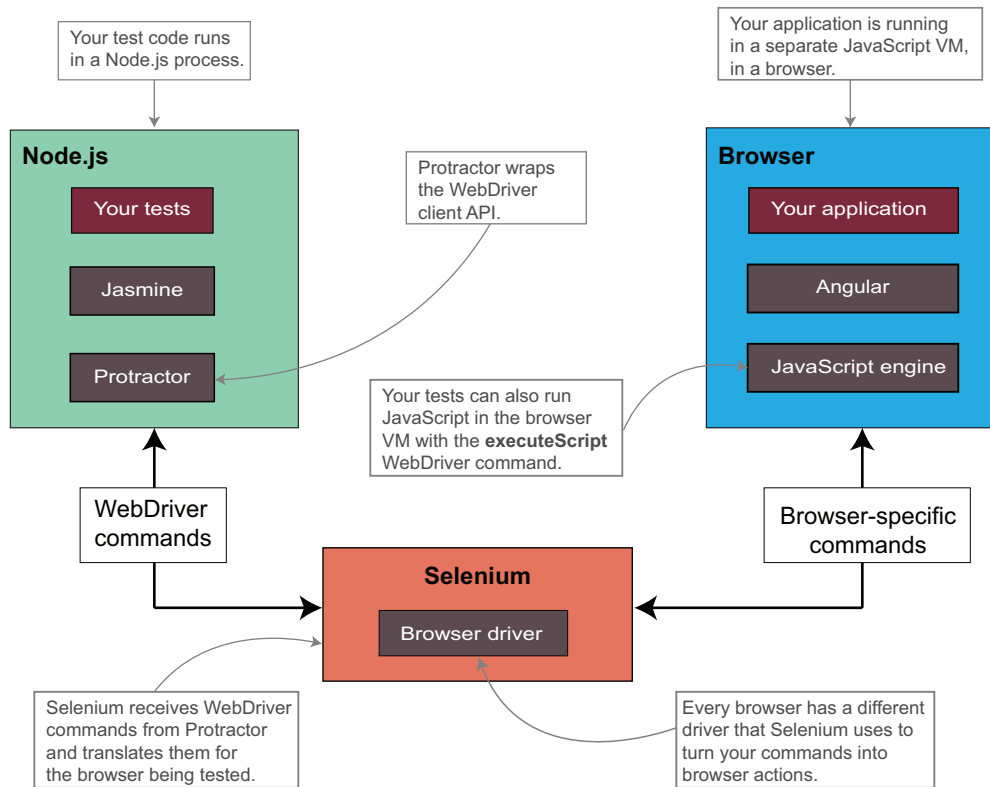 Your test code runs
in a Node.js process.
Your application is running
in a separate JavaScript VM,
in a browser.
Node.js
Your tests
Jasmine
Protractor
Protractor wraps
the WebDriver
client API.
Browser
Your application
Angular
JavaScript engine
Your tests can also run
JavaScript in the browser
VM with the executeScript
WebDriver command.
WebDriver
commands
Browser-specific
commands
Selenium
Browser driver
Selenium receives WebDriver
commands from Protractor
and translates them for
the browser being tested.
Every browser has a different
driver that Selenium uses to
turn your commands into
browser actions.